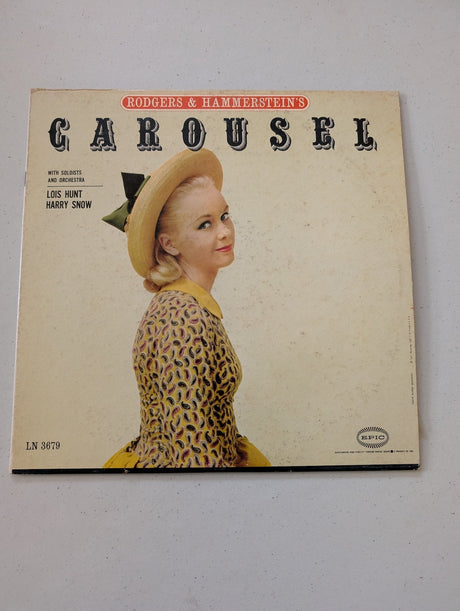 RODGERS & HAMMERSTEIN'S
CAROUSEL
WITH SOLOISTS
AND ORCHESTRA
LOIS HUNT
HARRY SNOW
LN 3679
EPIC